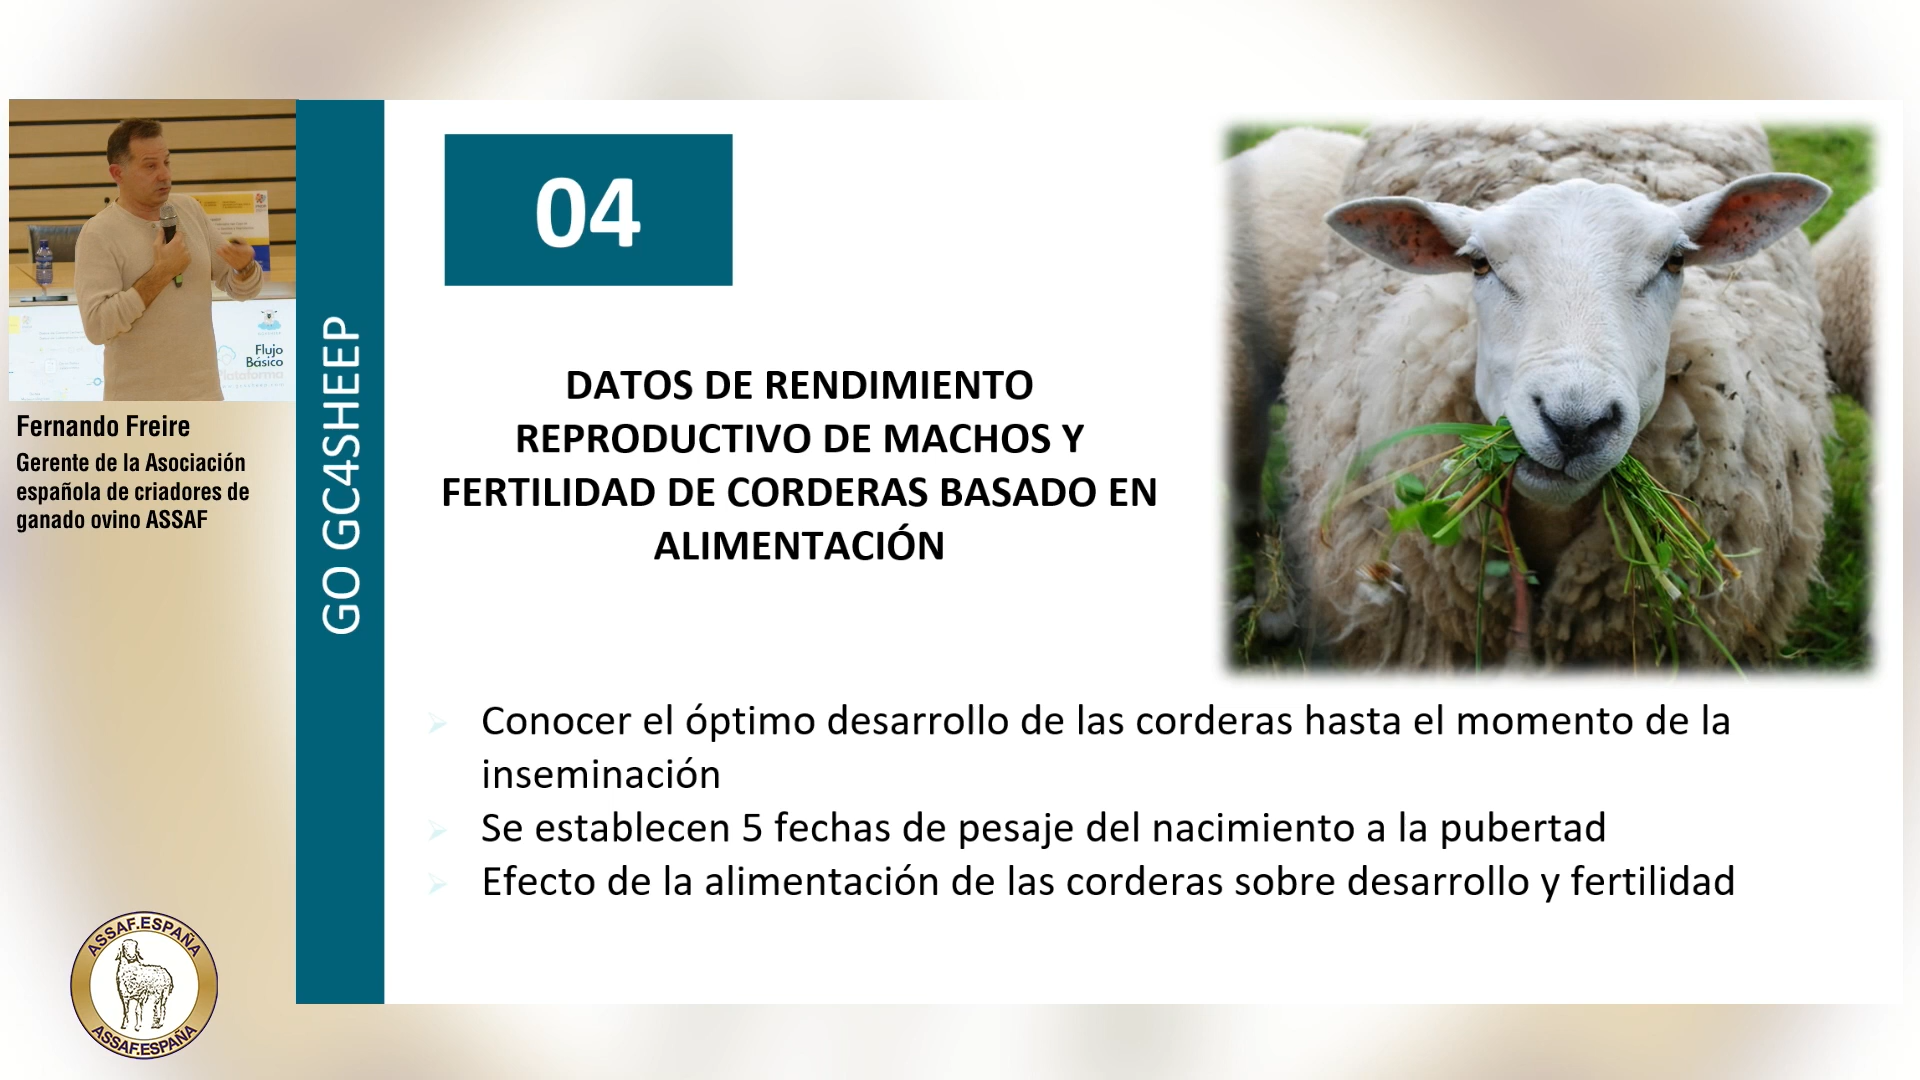 Flujo
Básico
Plataforma
Fernando Freire
Gerente de la Asociación
española de criadores de
ganado ovino ASSAF
ASSAF.ESPAÑA
ASSAF.ESPAÑA
GO GC4SHEEP
04
DATOS DE RENDIMIENTO
REPRODUCTIVO DE MACHOS Y
FERTILIDAD DE CORDERAS BASADO EN
ALIMENTACIÓN
Conocer el óptimo desarrollo de las corderas hasta el momento de la
inseminación
Se establecen 5 fechas de pesaje del nacimiento a la pubertad
Efecto de la alimentación de las corderas sobre desarrollo y fertilidad